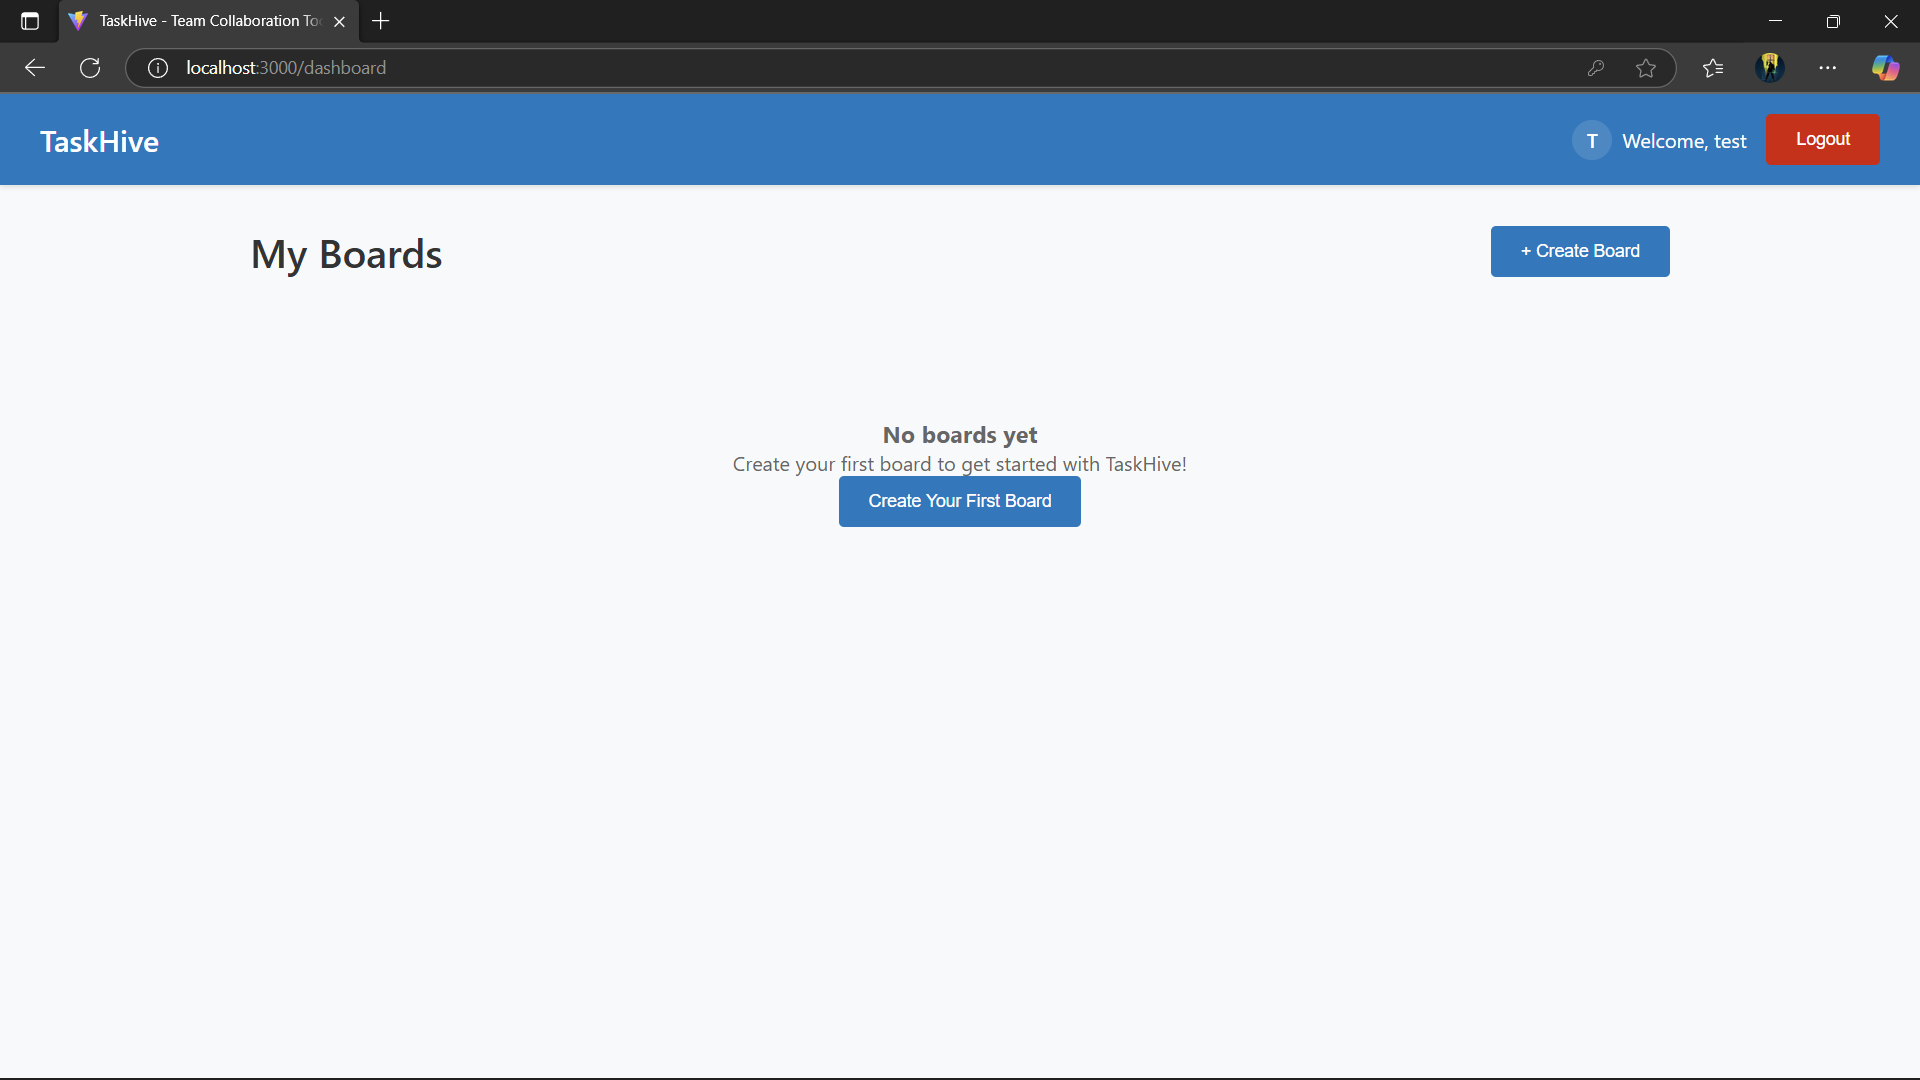 TaskHive - Team Collaboration To
localhost:3000/dashboard
TaskHive
T Welcome, test Logout
My Boards
+ Create Board
No boards yet
Create your first board to get started with TaskHive!
Create Your First Board